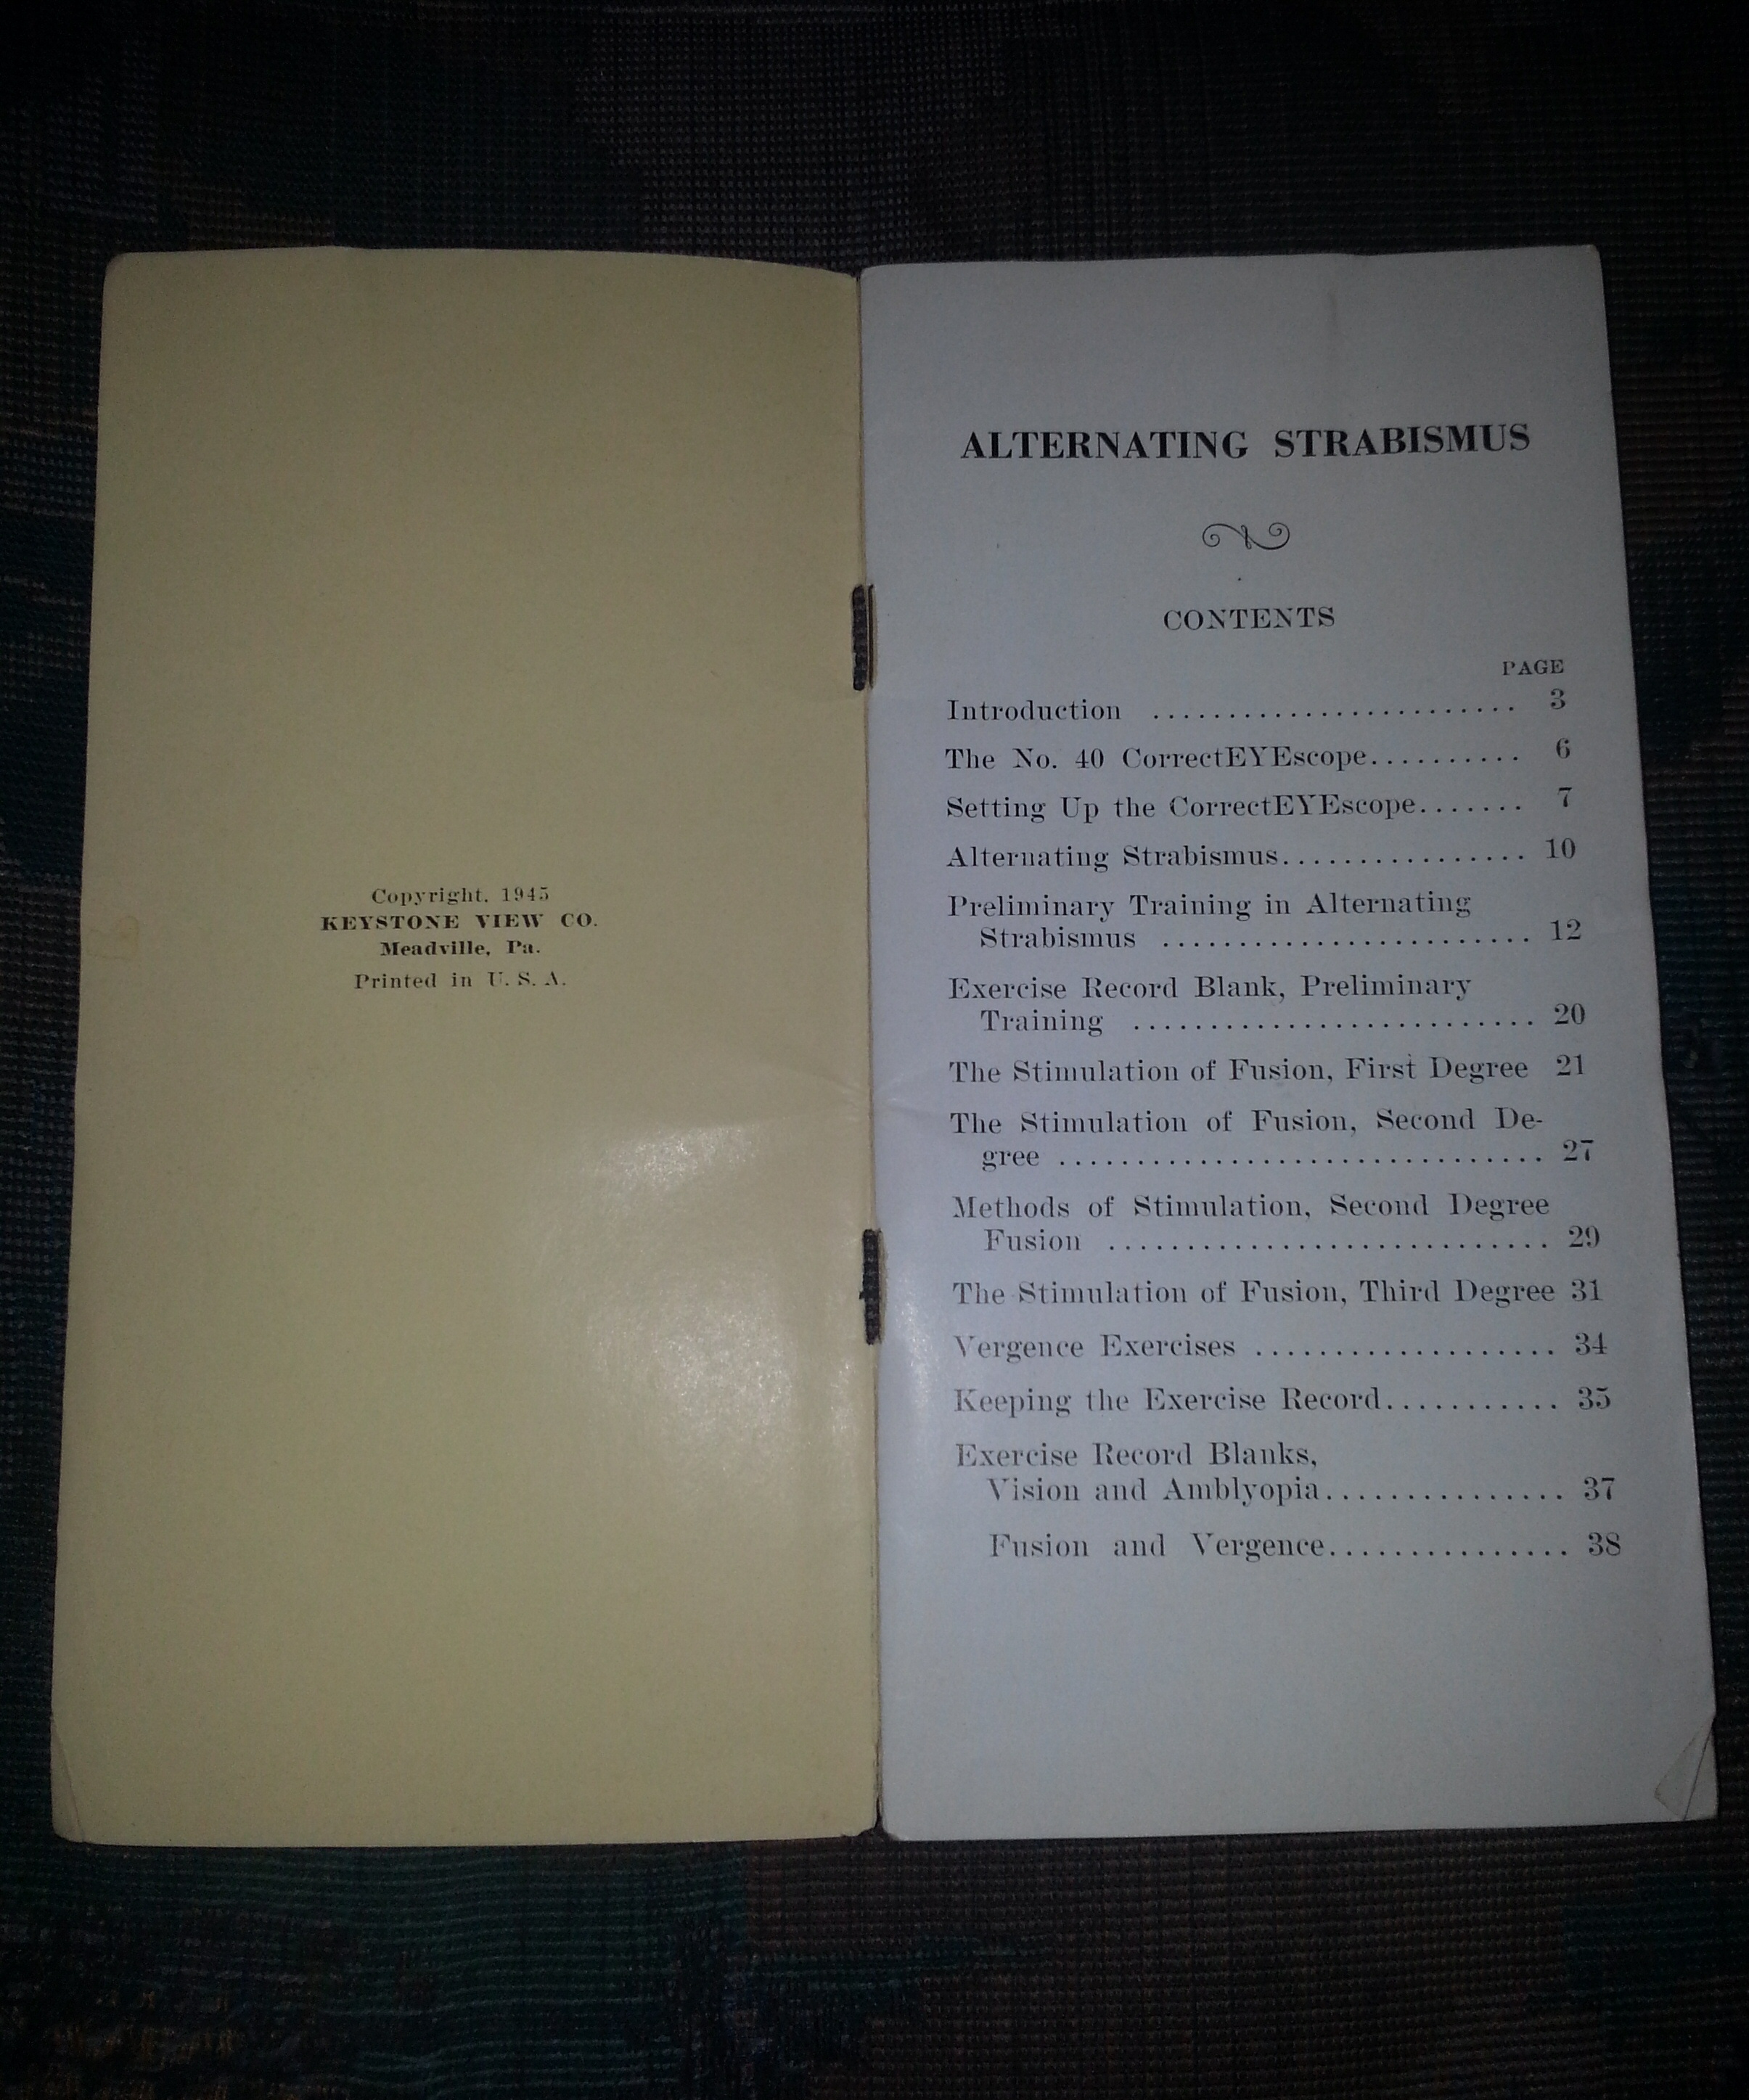 Copyright, 1945
KEYSTONE VIEW CO.
Meadville, Pa.
Printed in U. S. A.
ALTERNATING STRABISMUS
CONTENTS
PAGE
Introduction ........................ 3
The No. 40 CorrectEYEscope.......... 6
Setting Up the CorrectEYEscope....... 7
Alternating Strabismus................ 10
Preliminary Training in Alternating
Strabismus ........................ 12
Exercise Record Blank, Preliminary
Training .......................... 20
The Stimulation of Fusion, First Degree 21
The Stimulation of Fusion, Second De-
gree ................................ 27
Methods of Stimulation, Second Degree
Fusion ............................. 29
The Stimulation of Fusion, Third Degree 31
Vergence Exercises .................... 34
Keeping the Exercise Record........... 35
Exercise Record Blanks,
Vision and Amblyopia................ 37
Fusion and Vergence................ 38